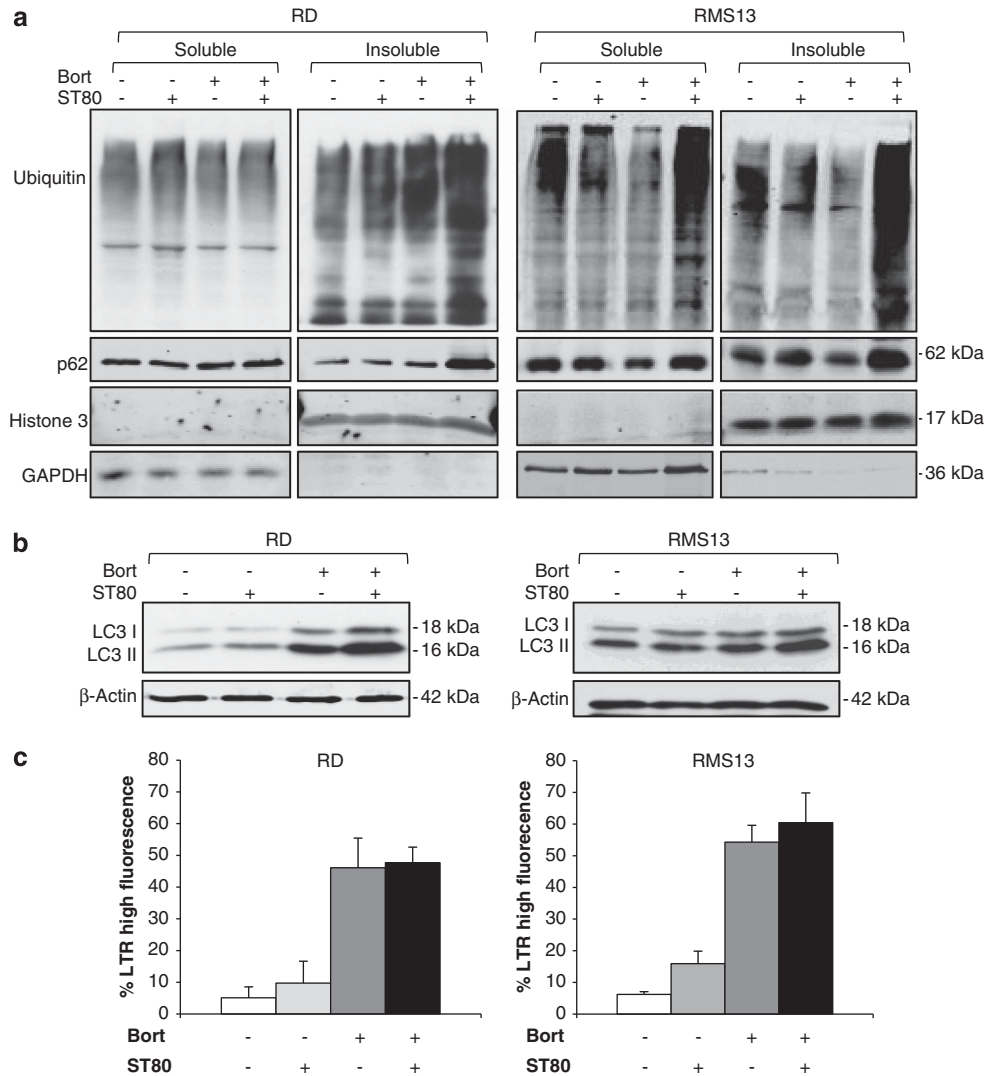 a
RD RMS13
Soluble Insoluble Soluble Insoluble
Bort - - + + - - + + - - + + - - + +
ST80 - + - + - + - + - + - + - + - +
Ubiquitin
p62 -62 kDa
Histone 3 -17 kDa
GAPDH -36 kDa
b
RD RMS13
Bort - - + + Bort - - + +
ST80 - + - + ST80 - + - +
LC3 I -18 kDa LC3 I -18 kDa
LC3 II -16 kDa LC3 II -16 kDa
β-Actin -42 kDa β-Actin -42 kDa
c
RD RMS13
% LTR high fluorescence % LTR high fluorecence
80 80
70 70
60 60
50 50
40 40
30 30
20 20
10 10
0 0
Bort - - + + Bort - - + +
ST80 - + - + ST80 - + - +